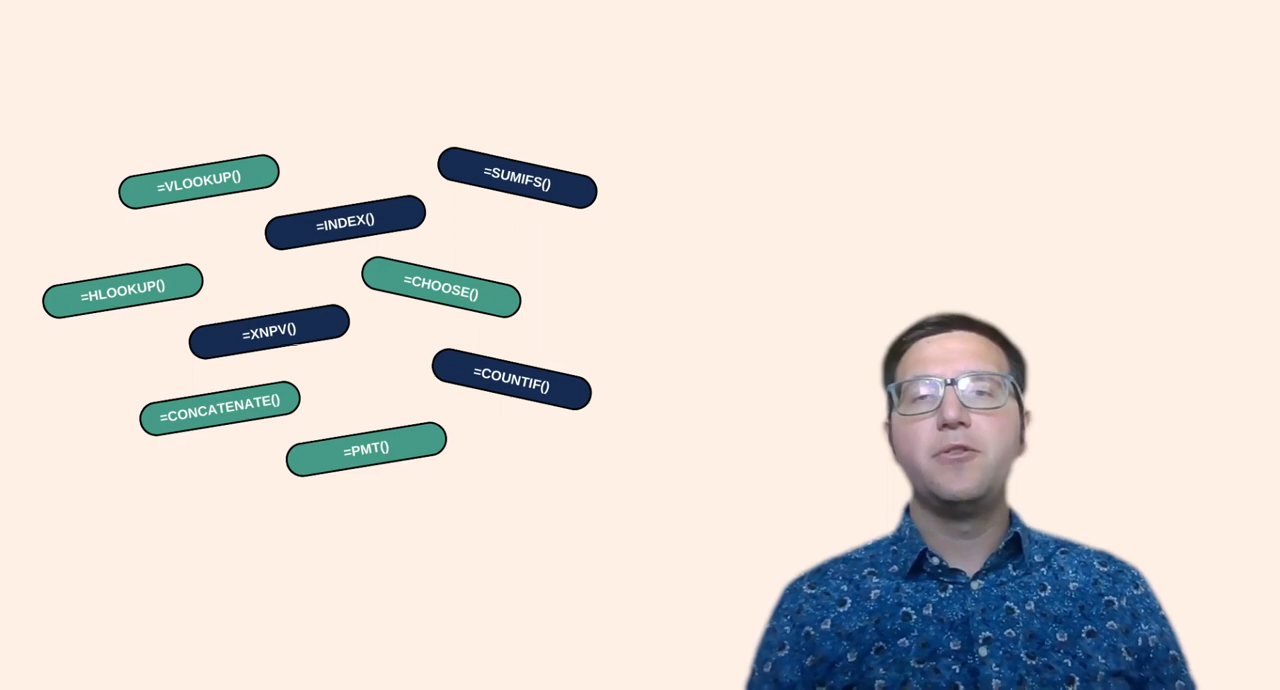 =VLOOKUP()
=SUMIFS()
=INDEX()
=HLOOKUP()
=CHOOSE()
=XNPV()
=COUNTIF()
=CONCATENATE()
=PMT()